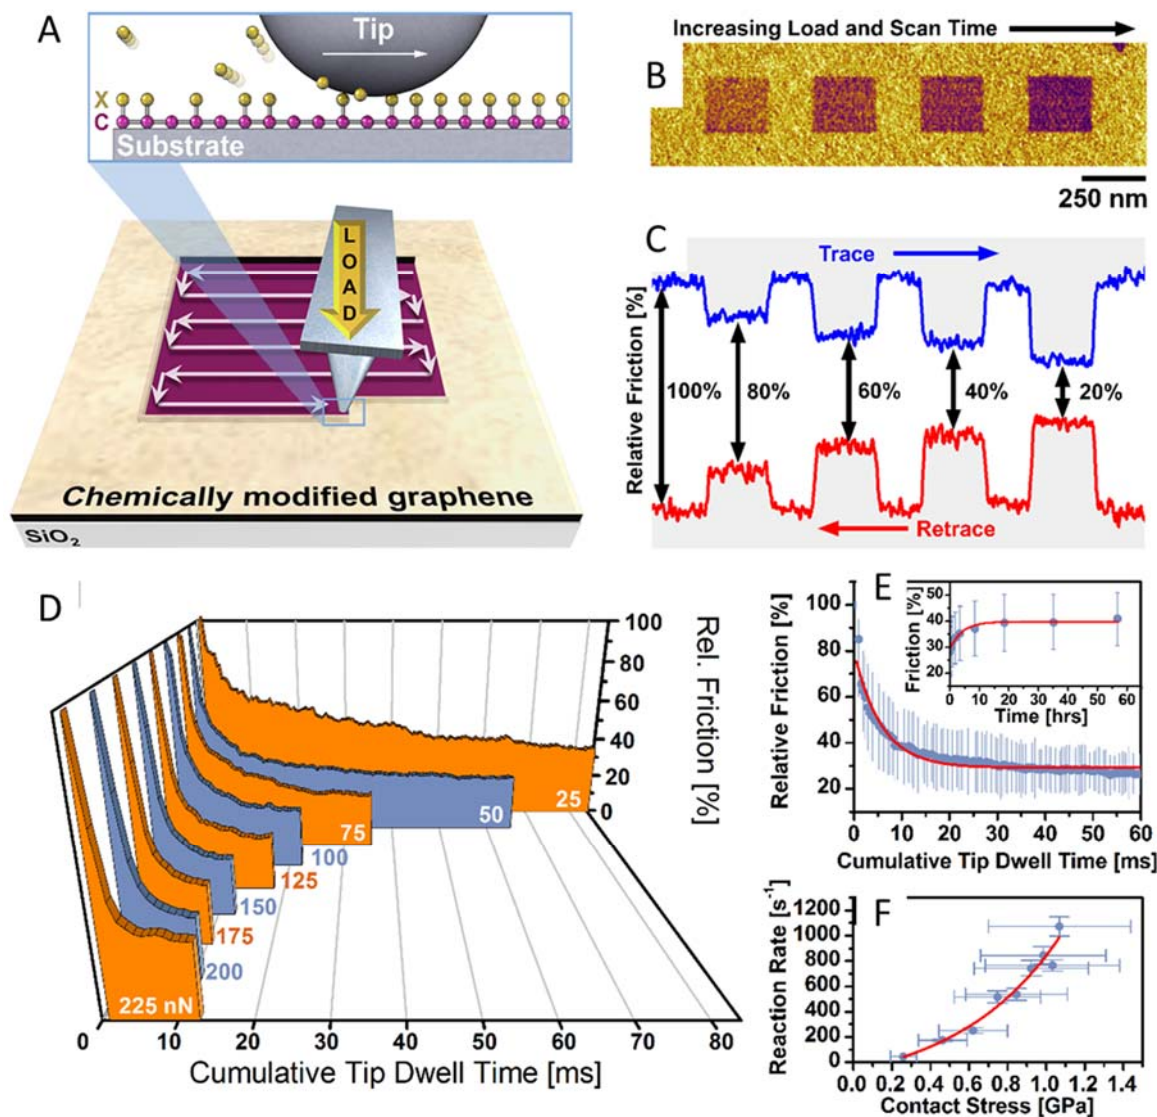 A
Tip
X
C
Substrate
LOAD
Chemically modified graphene
SiO₂
Increasing Load and Scan Time
B
250 nm
C
Trace
Relative Friction [%]
100%
80%
60%
40%
20%
Retrace
D
100
80
60
40
20
0
Rel. Friction [%]
25
50
75
100
125
150
175
200
225 nN
0 10 20 30 40 50 60 70 80
Cumulative Tip Dwell Time [ms]
E
Relative Friction [%]
100
80
60
40
20
0 10 20 30 40 50 60
Cumulative Tip Dwell Time [ms]
Friction [%]
50
40
30
20
0 10 20 30 40 50 60
Time [hrs]
F
Reaction Rate [s⁻¹]
1200
1000
800
600
400
200
0
0.0 0.2 0.4 0.6 0.8 1.0 1.2 1.4
Contact Stress [GPa]